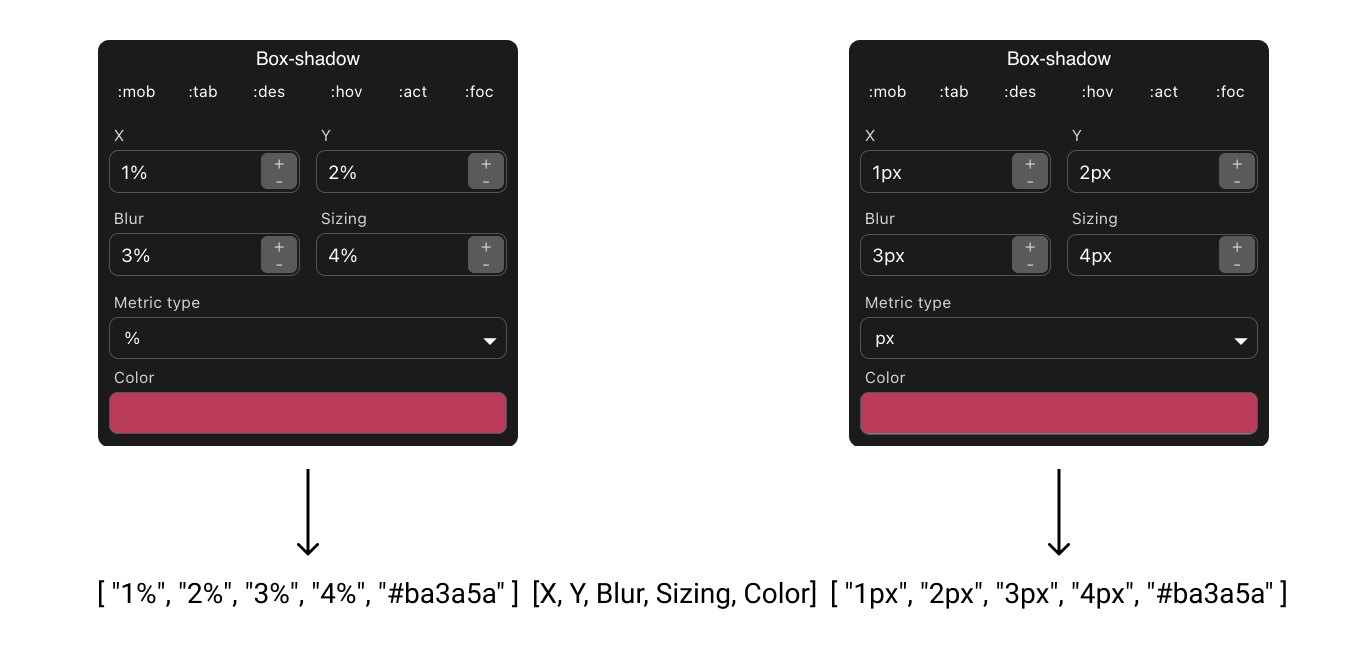 Box-shadow
:mob :tab :des :hov :act :foc
X Y
1% + - 2% + -
Blur Sizing
3% + - 4% + -
Metric type
%
Color
Box-shadow
:mob :tab :des :hov :act :foc
X Y
1px + - 2px + -
Blur Sizing
3px + - 4px + -
Metric type
px
Color
[ "1%", "2%", "3%", "4%", "#ba3a5a" ] [X, Y, Blur, Sizing, Color] [ "1px", "2px", "3px", "4px", "#ba3a5a" ]